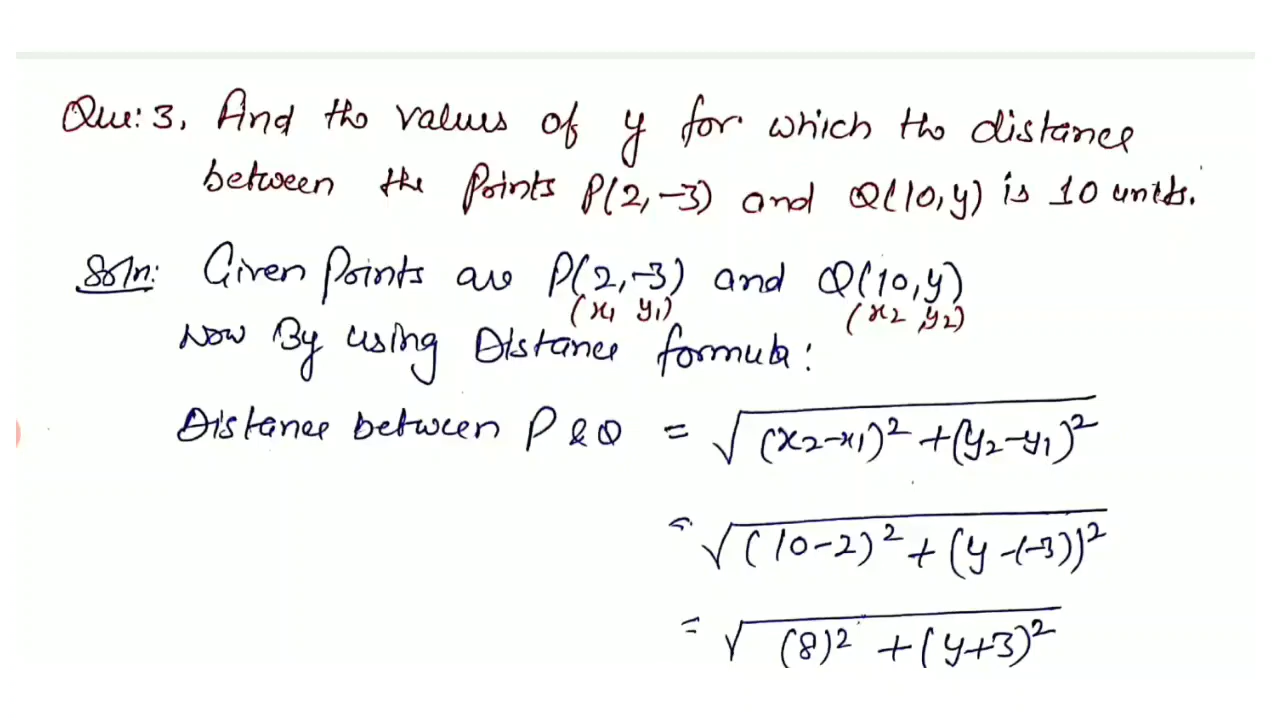 Que: 3. Find the values of y for which the distance
between the Points P(2,-3) and Q(10,y) is 10 units.
Soln: Given Points are P(2,-3) and Q(10,y)
(x1 y1) (x2 ,y2)
Now By using Distance formula:
Distance between P & Q = √(x2-x1)² + (y2-y1)²
= √(10-2)² + (y-(-3))²
= √(8)² + (y+3)²